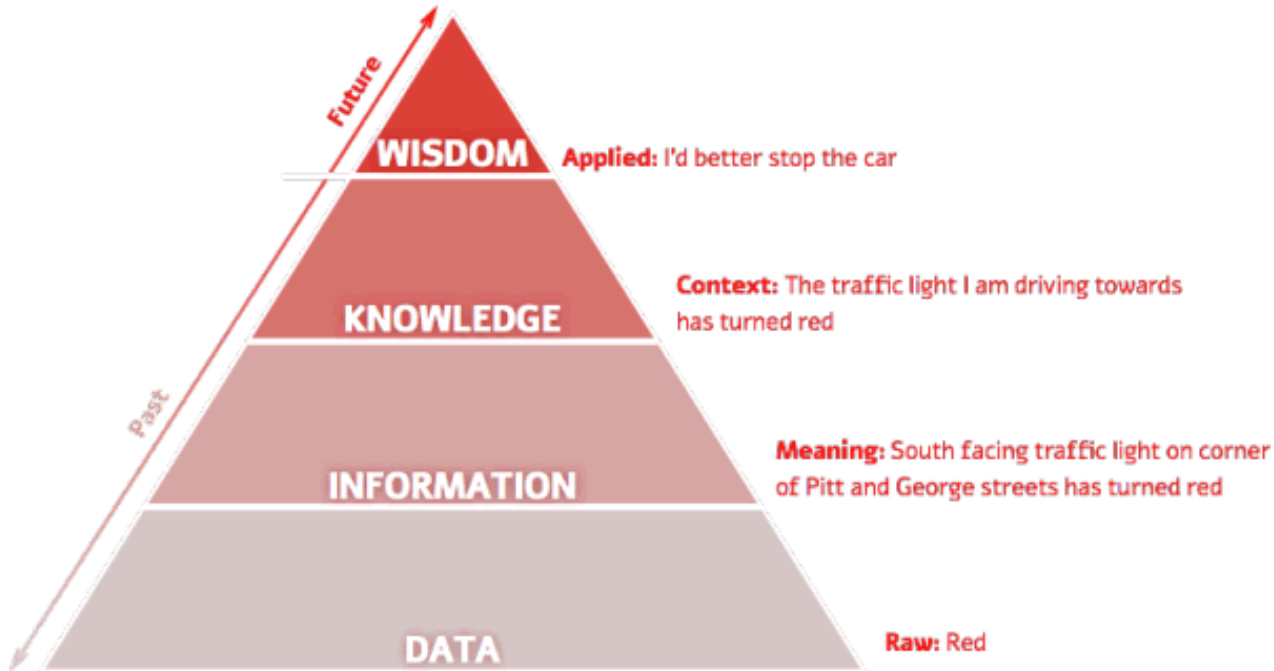 Future
WISDOM
Applied: I'd better stop the car
Context: The traffic light I am driving towards
has turned red
KNOWLEDGE
Past
Meaning: South facing traffic light on corner
of Pitt and George streets has turned red
INFORMATION
DATA
Raw: Red